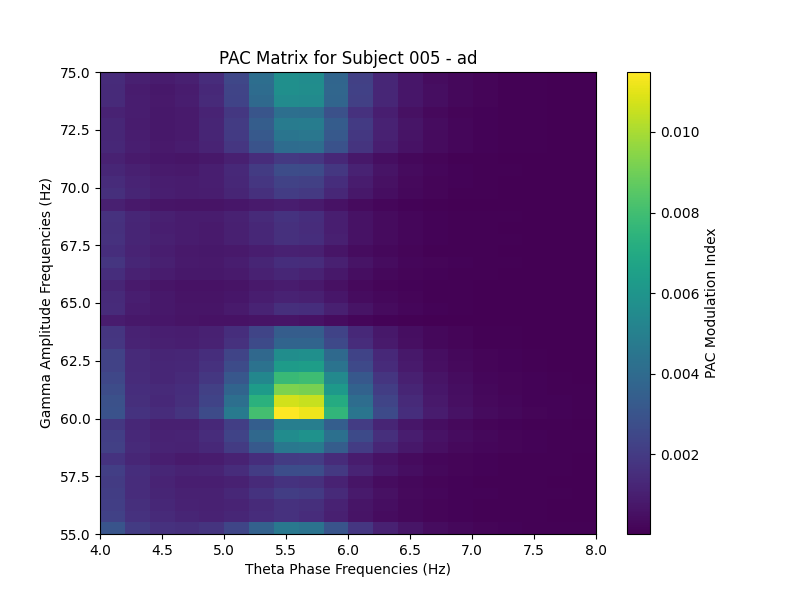 PAC Matrix for Subject 005 - ad
Gamma Amplitude Frequencies (Hz)
75.0
72.5
70.0
67.5
65.0
62.5
60.0
57.5
55.0
4.0 4.5 5.0 5.5 6.0 6.5 7.0 7.5 8.0
Theta Phase Frequencies (Hz)
0.010
0.008
0.006
0.004
0.002
PAC Modulation Index